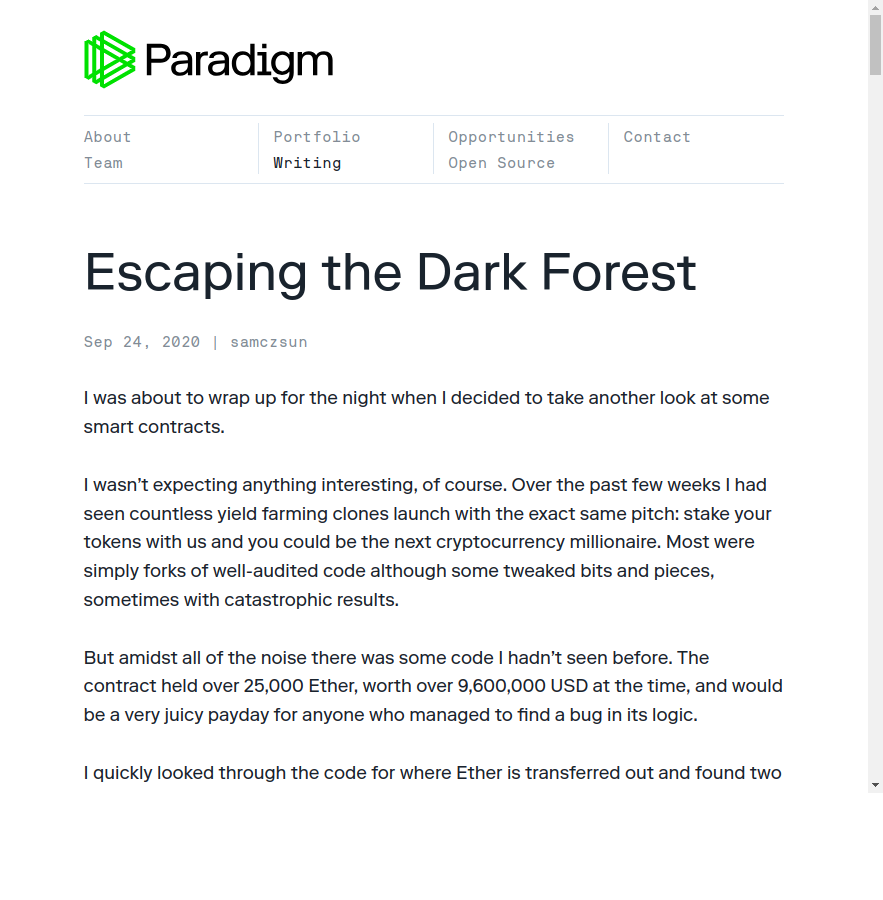 Paradigm
About
Team
Portfolio
Writing
Opportunities
Open Source
Contact
Escaping the Dark Forest
Sep 24, 2020 | samczsun
I was about to wrap up for the night when I decided to take another look at some
smart contracts.
I wasn’t expecting anything interesting, of course. Over the past few weeks I had
seen countless yield farming clones launch with the exact same pitch: stake your
tokens with us and you could be the next cryptocurrency millionaire. Most were
simply forks of well-audited code although some tweaked bits and pieces,
sometimes with catastrophic results.
But amidst all of the noise there was some code I hadn’t seen before. The
contract held over 25,000 Ether, worth over 9,600,000 USD at the time, and would
be a very juicy payday for anyone who managed to find a bug in its logic.
I quickly looked through the code for where Ether is transferred out and found two